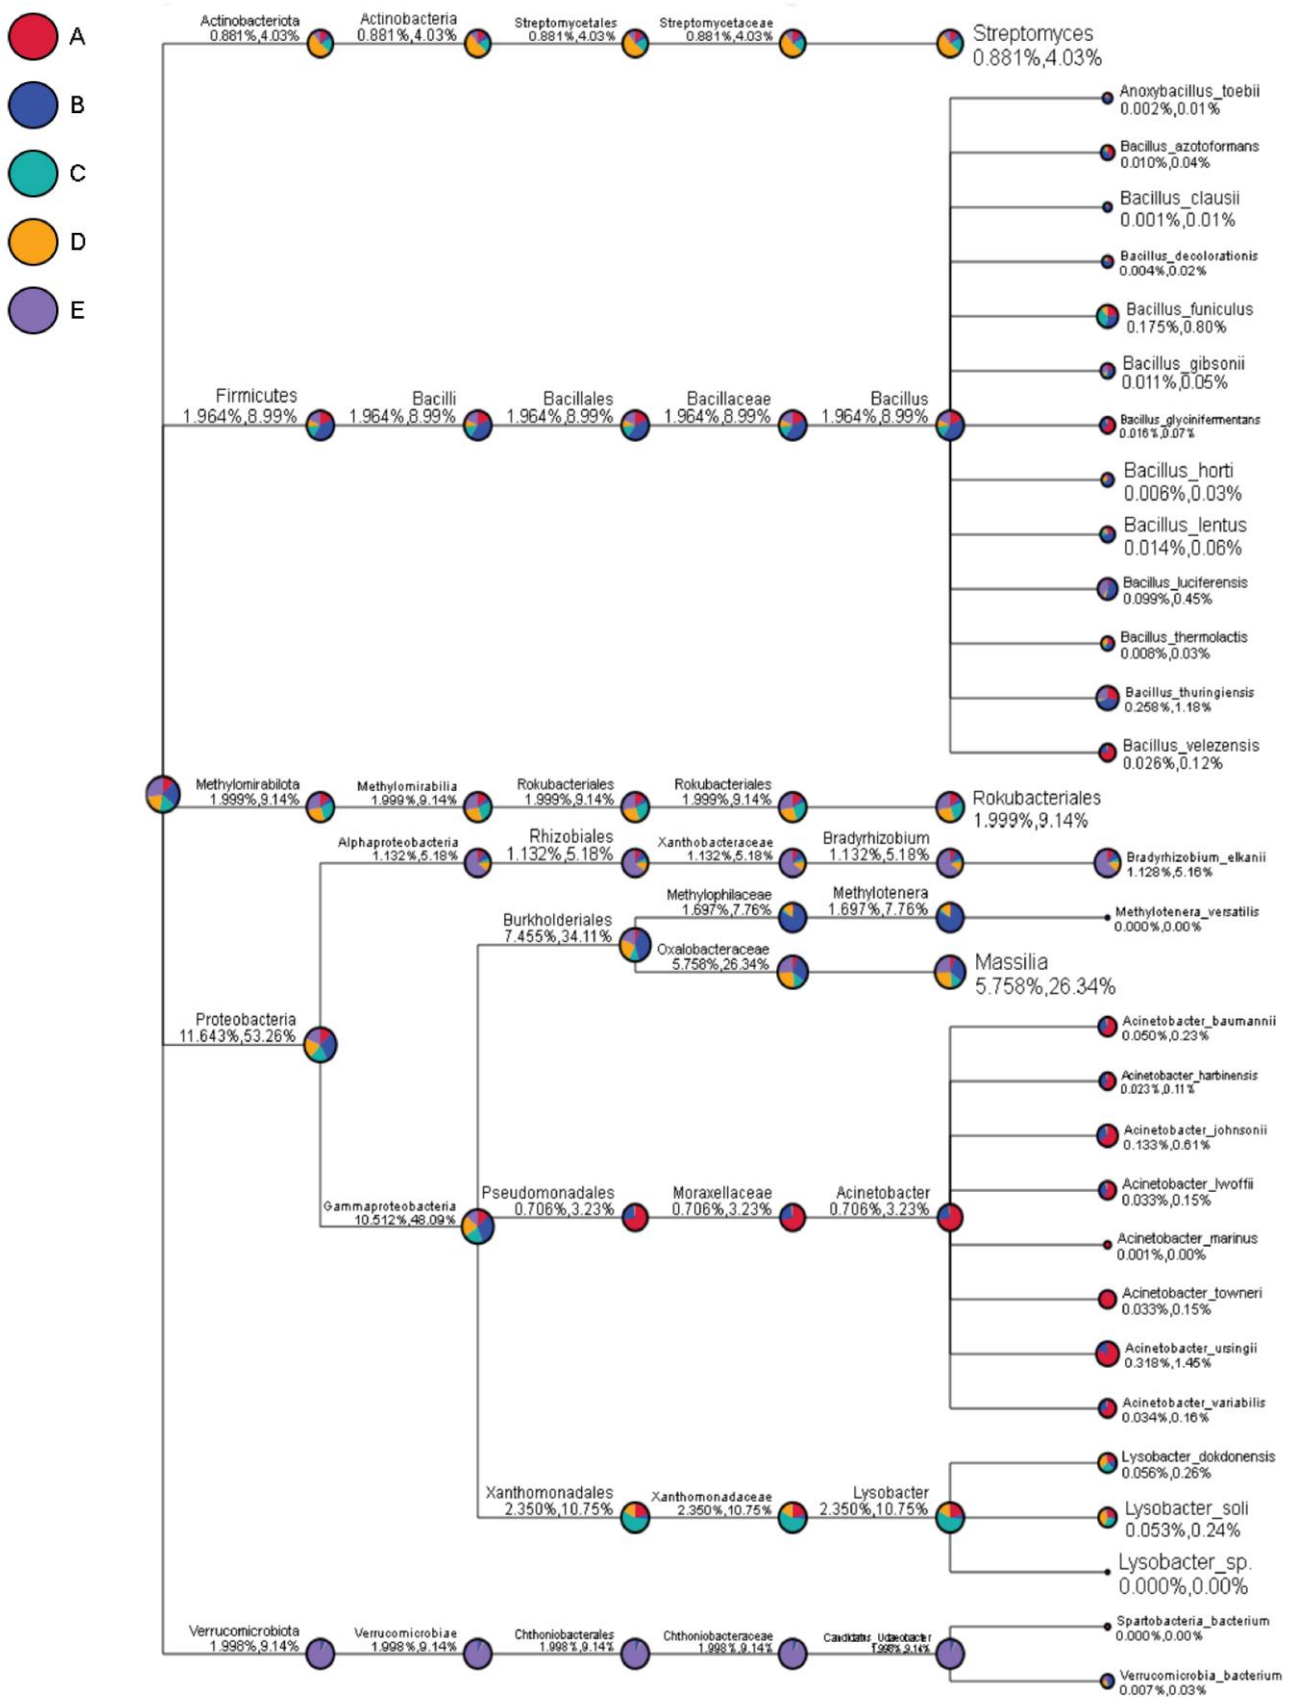 A
B
C
D
E
Actinobacteriota
0.881%,4.03%
Actinobacteria
0.881%,4.03%
Streptomycetales
0.881%,4.03%
Streptomycetaceae
0.881%,4.03%
Streptomyces
0.881%,4.03%
Firmicutes
1.964%,8.99%
Bacilli
1.964%,8.99%
Bacillales
1.964%,8.99%
Bacillaceae
1.964%,8.99%
Bacillus
1.964%,8.99%
Anoxybacillus_toebii
0.002%,0.01%
Bacillus_azotoformans
0.010%,0.04%
Bacillus_clausii
0.001%,0.01%
Bacillus_decolorationis
0.004%,0.02%
Bacillus_funiculus
0.175%,0.80%
Bacillus_gibsonii
0.011%,0.05%
Bacillus_glycinifermentans
0.016%,0.07%
Bacillus_horti
0.006%,0.03%
Bacillus_lentus
0.014%,0.06%
Bacillus_luciferensis
0.099%,0.45%
Bacillus_thermolactis
0.008%,0.03%
Bacillus_thuringiensis
0.258%,1.18%
Bacillus_velezensis
0.026%,0.12%
Methylomirabilota
1.999%,9.14%
Methylomirabilia
1.999%,9.14%
Rokubacteriales
1.999%,9.14%
Rokubacteriales
1.999%,9.14%
Rokubacteriales
1.999%,9.14%
Proteobacteria
11.643%,53.26%
Alphaproteobacteria
1.132%,5.18%
Rhizobiales
1.132%,5.18%
Xanthobacteraceae
1.132%,5.18%
Bradyrhizobium
1.132%,5.18%
Bradyrhizobium_elkanii
1.128%,5.16%
Gammaproteobacteria
10.512%,48.09%
Burkholderiales
7.455%,34.11%
Methylophilaceae
1.697%,7.76%
Methylotenera
1.697%,7.76%
Methylotenera_versatilis
0.000%,0.00%
Oxalobacteraceae
5.758%,26.34%
Massilia
5.758%,26.34%
Pseudomonadales
0.706%,3.23%
Moraxellaceae
0.706%,3.23%
Acinetobacter
0.706%,3.23%
Acinetobacter_baumannii
0.050%,0.23%
Acinetobacter_harbinensis
0.023%,0.11%
Acinetobacter_johnsonii
0.133%,0.61%
Acinetobacter_lwoffii
0.033%,0.15%
Acinetobacter_marinus
0.001%,0.00%
Acinetobacter_towneri
0.033%,0.15%
Acinetobacter_ursingii
0.318%,1.45%
Acinetobacter_variabilis
0.034%,0.16%
Xanthomonadales
2.350%,10.75%
Xanthomonadaceae
2.350%,10.75%
Lysobacter
2.350%,10.75%
Lysobacter_dokdonensis
0.056%,0.26%
Lysobacter_soli
0.053%,0.24%
Lysobacter_sp.
0.000%,0.00%
Verrucomicrobiota
1.998%,9.14%
Verrucomicrobiae
1.998%,9.14%
Chthoniobacterales
1.998%,9.14%
Chthoniobacteraceae
1.998%,9.14%
Candidatus_Udaeobacter
1.998%,9.14%
Spartobacteria_bacterium
0.000%,0.00%
Verrucomicrobia_bacterium
0.007%,0.03%